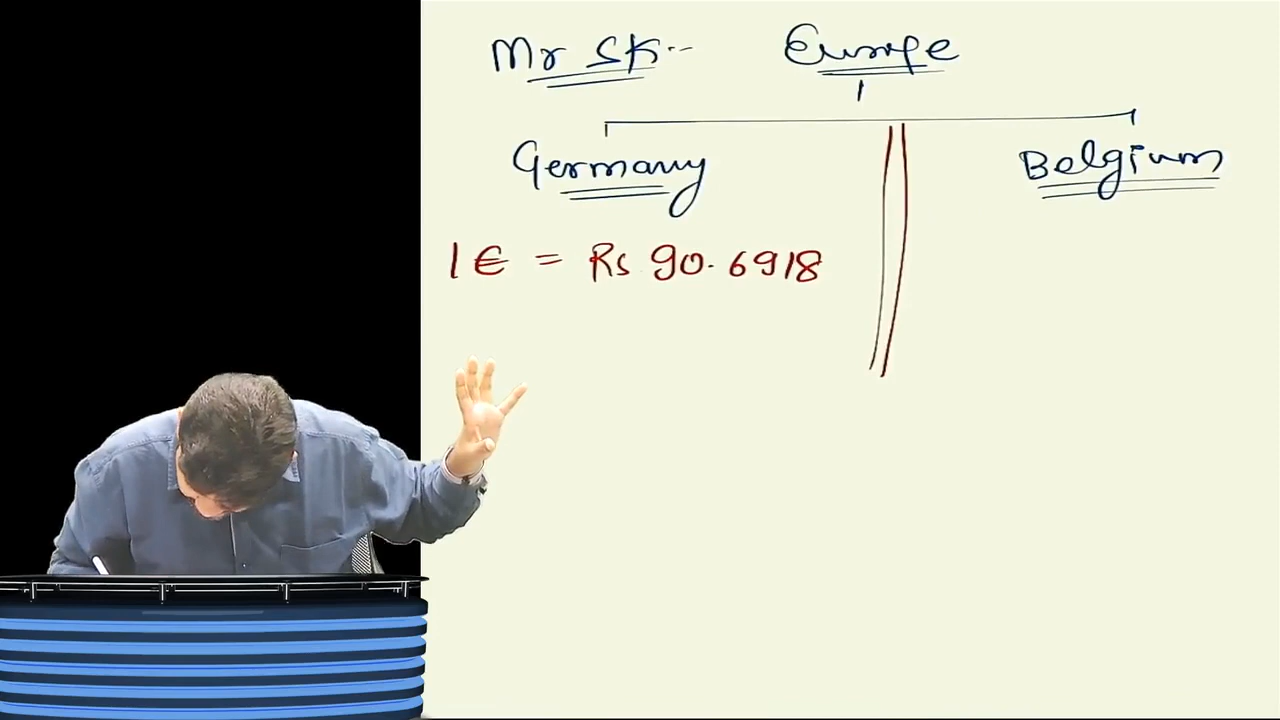 Mr SK--
Europe
Germany
Belgium
1€ = Rs 90.6918